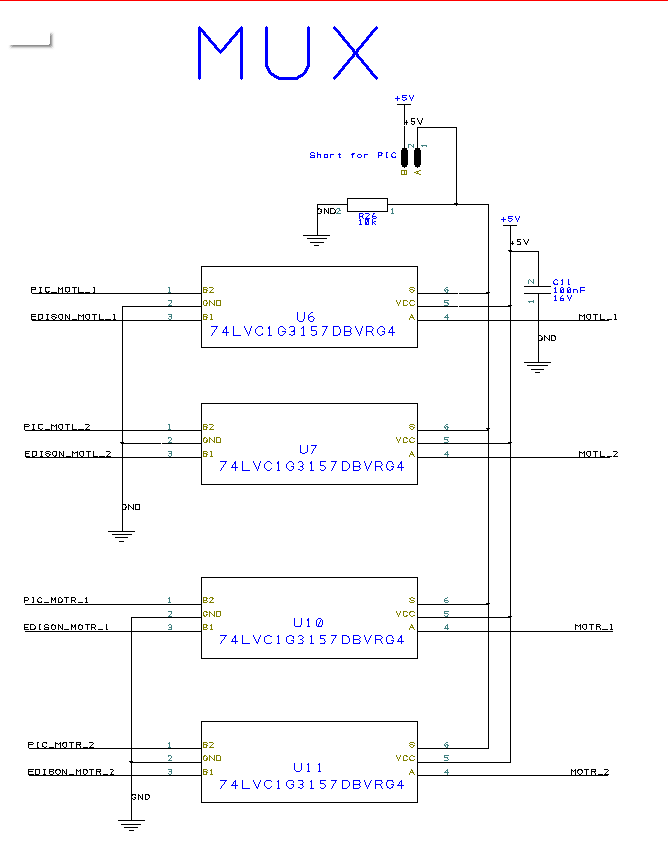 MUX
+5V
+5V
Short for PIC
2
1
B
A
GND
2
1
R26
10k
+5V
+5V
C11
100nF
16V
2
1
GND
PIC_MOTL_1 1 B2 S 6
2 GND VCC 5
EDISON_MOTL_1 3 B1 A 4 MOTL_1
U6
74LVC1G3157DBVRG4
PIC_MOTL_2 1 B2 S 6
2 GND VCC 5
EDISON_MOTL_2 3 B1 A 4 MOTL_2
U7
74LVC1G3157DBVRG4
GND
PIC_MOTR_1 1 B2 S 6
2 GND VCC 5
EDISON_MOTR_1 3 B1 A 4 MOTR_1
U10
74LVC1G3157DBVRG4
PIC_MOTR_2 1 B2 S 6
2 GND VCC 5
EDISON_MOTR_2 3 B1 A 4 MOTR_2
U11
74LVC1G3157DBVRG4
GND